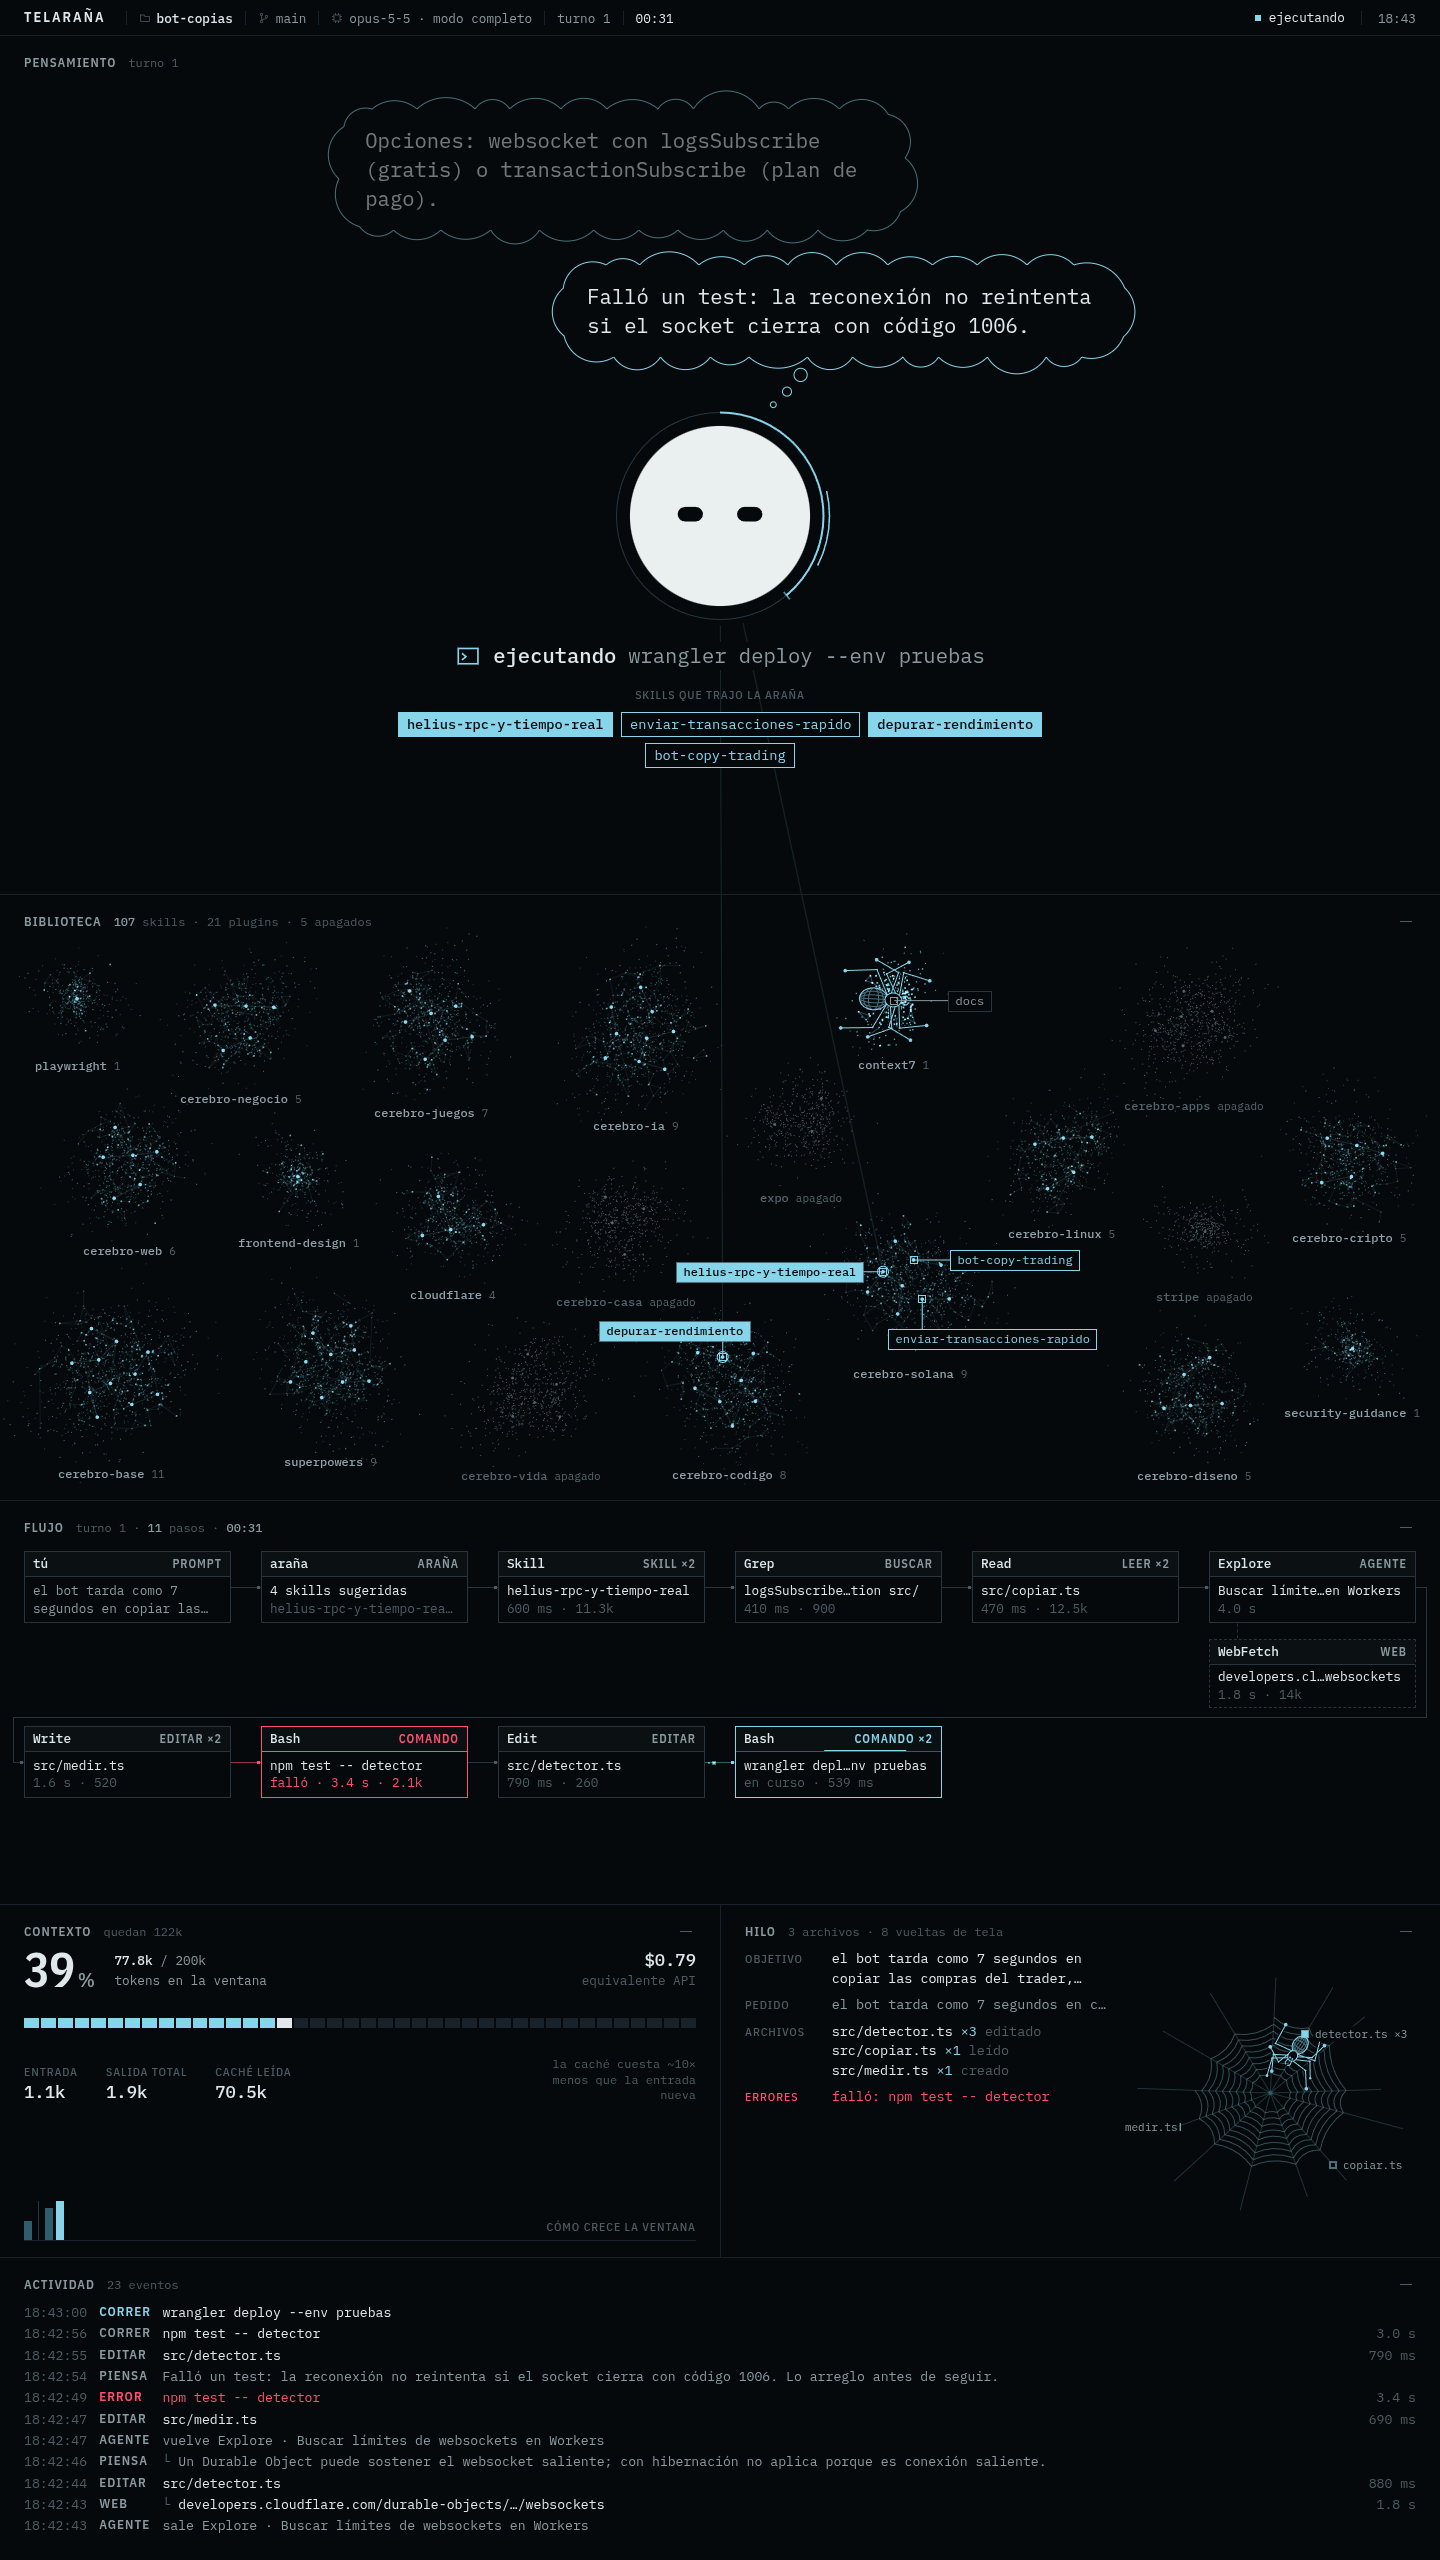 TELARAÑA bot-copias main opus-5-5 · modo completo turno 1 00:31 ejecutando 18:43
PENSAMIENTO turno 1
Opciones: websocket con logsSubscribe
(gratis) o transactionSubscribe (plan de
pago).
Falló un test: la reconexión no reintenta
si el socket cierra con código 1006.
ejecutando wrangler deploy --env pruebas
SKILLS QUE TRAJO LA ARAÑA
helius-rpc-y-tiempo-real enviar-transacciones-rapido depurar-rendimiento
bot-copy-trading
BIBLIOTECA 107 skills · 21 plugins · 5 apagados
docs
playwright 1
context7 1
cerebro-negocio 5
cerebro-juegos 7
cerebro-apps apagado
cerebro-ia 9
expo apagado
cerebro-linux 5
cerebro-cripto 5
frontend-design 1
cerebro-web 6
bot-copy-trading
helius-rpc-y-tiempo-real
cloudflare 4
cerebro-casa apagado
stripe apagado
depurar-rendimiento
enviar-transacciones-rapido
cerebro-solana 9
security-guidance 1
superpowers 9
cerebro-base 11
cerebro-vida apagado
cerebro-codigo 8
cerebro-diseno 5
FLUJO turno 1 · 11 pasos · 00:31
tú PROMPT
el bot tarda como 7
segundos en copiar las…
araña ARAÑA
4 skills sugeridas
helius-rpc-y-tiempo-rea…
Skill SKILL ×2
helius-rpc-y-tiempo-real
600 ms · 11.3k
Grep BUSCAR
logsSubscribe…tion src/
410 ms · 900
Read LEER ×2
src/copiar.ts
470 ms · 12.5k
Explore AGENTE
Buscar límite…en Workers
4.0 s
WebFetch WEB
developers.cl…websockets
1.8 s · 14k
Write EDITAR ×2
src/medir.ts
1.6 s · 520
Bash COMANDO
npm test -- detector
falló · 3.4 s · 2.1k
Edit EDITAR
src/detector.ts
790 ms · 260
Bash COMANDO ×2
wrangler depl…nv pruebas
en curso · 539 ms
CONTEXTO quedan 122k
39% 77.8k / 200k
tokens en la ventana
$0.79
equivalente API
ENTRADA SALIDA TOTAL CACHÉ LEÍDA
1.1k 1.9k 70.5k
la caché cuesta ~10×
menos que la entrada
nueva
CÓMO CRECE LA VENTANA
HILO 3 archivos · 8 vueltas de tela
OBJETIVO el bot tarda como 7 segundos en
copiar las compras del trader,…
PEDIDO el bot tarda como 7 segundos en c…
ARCHIVOS src/detector.ts ×3 editado
src/copiar.ts ×1 leído
src/medir.ts ×1 creado
ERRORES falló: npm test -- detector
detector.ts ×3
medir.ts
copiar.ts
ACTIVIDAD 23 eventos
18:43:00 CORRER wrangler deploy --env pruebas
18:42:56 CORRER npm test -- detector 3.0 s
18:42:55 EDITAR src/detector.ts 790 ms
18:42:54 PIENSA Falló un test: la reconexión no reintenta si el socket cierra con código 1006. Lo arreglo antes de seguir.
18:42:49 ERROR npm test -- detector 3.4 s
18:42:47 EDITAR src/medir.ts 690 ms
18:42:47 AGENTE vuelve Explore · Buscar límites de websockets en Workers
18:42:46 PIENSA └ Un Durable Object puede sostener el websocket saliente; con hibernación no aplica porque es conexión saliente.
18:42:44 EDITAR src/detector.ts 880 ms
18:42:43 WEB └ developers.cloudflare.com/durable-objects/…/websockets 1.8 s
18:42:43 AGENTE sale Explore · Buscar límites de websockets en Workers